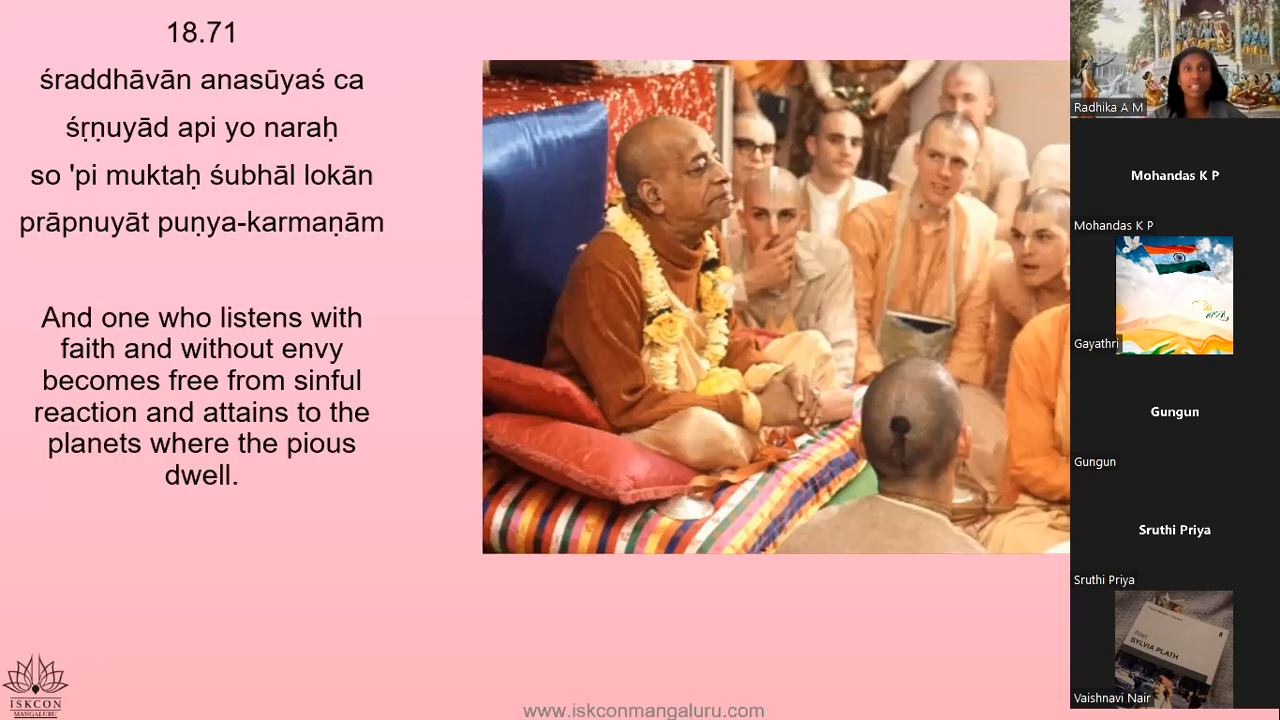 18.71
śraddhāvān anasūyaś ca
śṛṇuyād api yo naraḥ
so 'pi muktaḥ śubhāl lokān
prāpnuyāt puṇya-karmaṇām
And one who listens with
faith and without envy
becomes free from sinful
reaction and attains to the
planets where the pious
dwell.
ISKCON
MANGALURU
www.iskconmangaluru.com
Radhika A M
Mohandas K P
Mohandas K P
Gayathri
Gungun
Gungun
Sruthi Priya
Sruthi Priya
Ariel
SYLVIA PLATH
Vaishnavi Nair